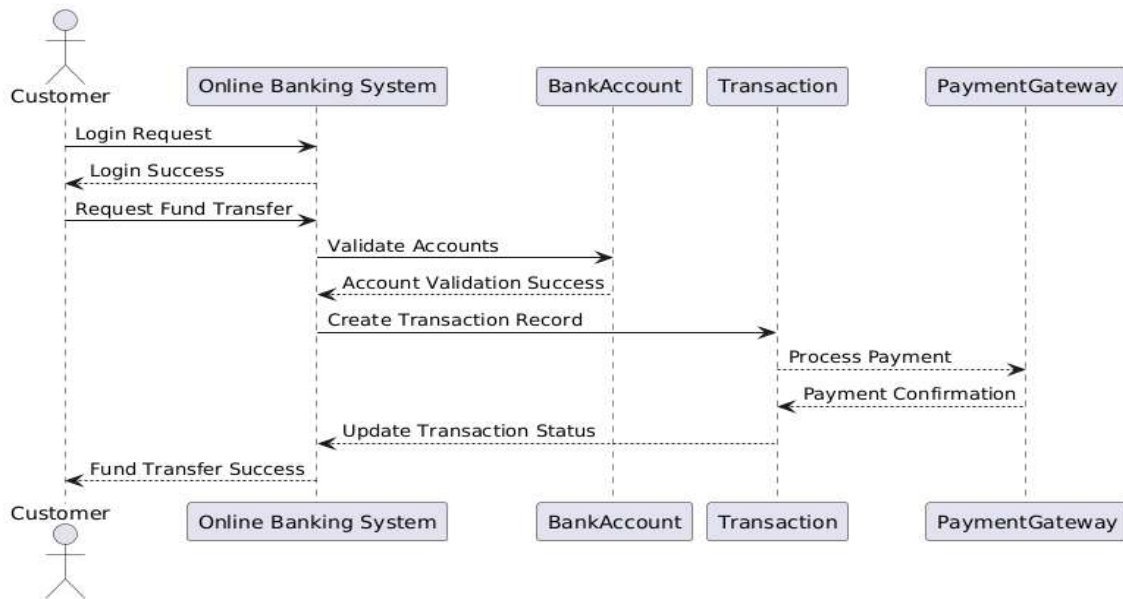 Customer
Online Banking System
BankAccount
Transaction
PaymentGateway
Login Request
Login Success
Request Fund Transfer
Validate Accounts
Account Validation Success
Create Transaction Record
Process Payment
Payment Confirmation
Update Transaction Status
Fund Transfer Success
Customer
Online Banking System
BankAccount
Transaction
PaymentGateway